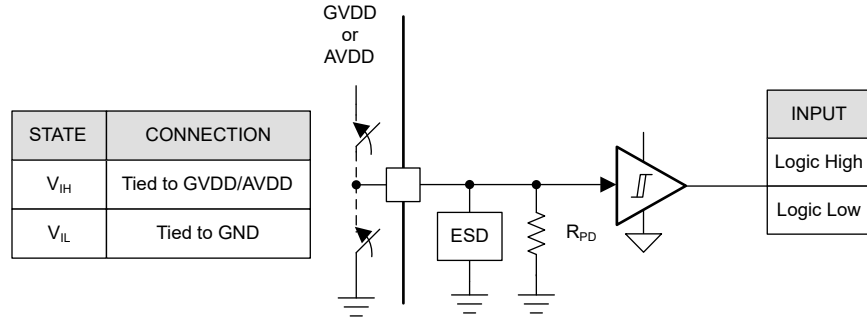 GVDD
or
AVDD
STATE CONNECTION
V_IH Tied to GVDD/AVDD
V_IL Tied to GND
ESD
R_PD
INPUT
Logic High
Logic Low